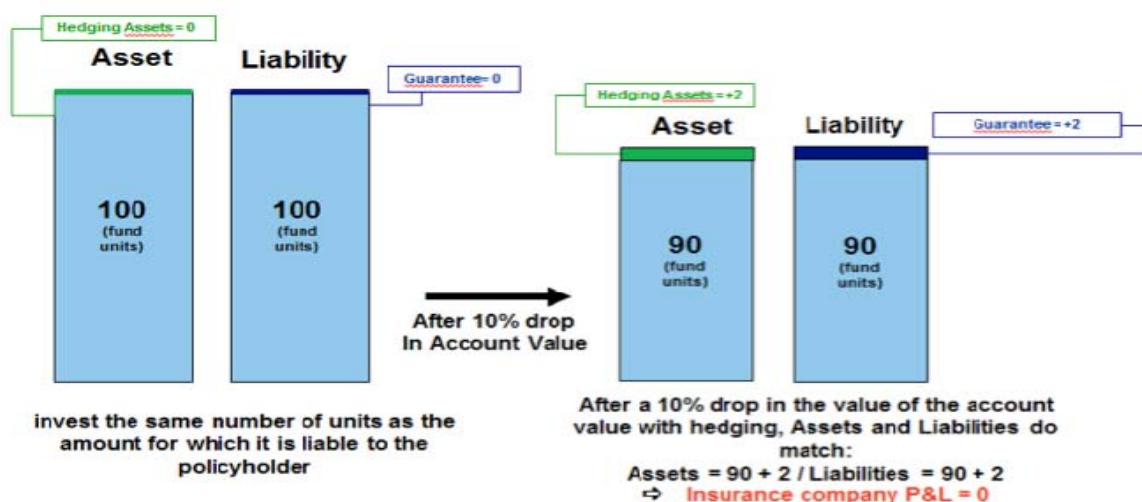 Hedging Assets = 0
Asset
Liability
Guarantee= 0
100
(fund
units)
100
(fund
units)
invest the same number of units as the
amount for which it is liable to the
policyholder
After 10% drop
In Account Value
Hedging Assets = +2
Asset
Liability
Guarantee = +2
90
(fund
units)
90
(fund
units)
After a 10% drop in the value of the account
value with hedging, Assets and Liabilities do
match:
Assets = 90 + 2 / Liabilities = 90 + 2
⇨ Insurance company P&L = 0